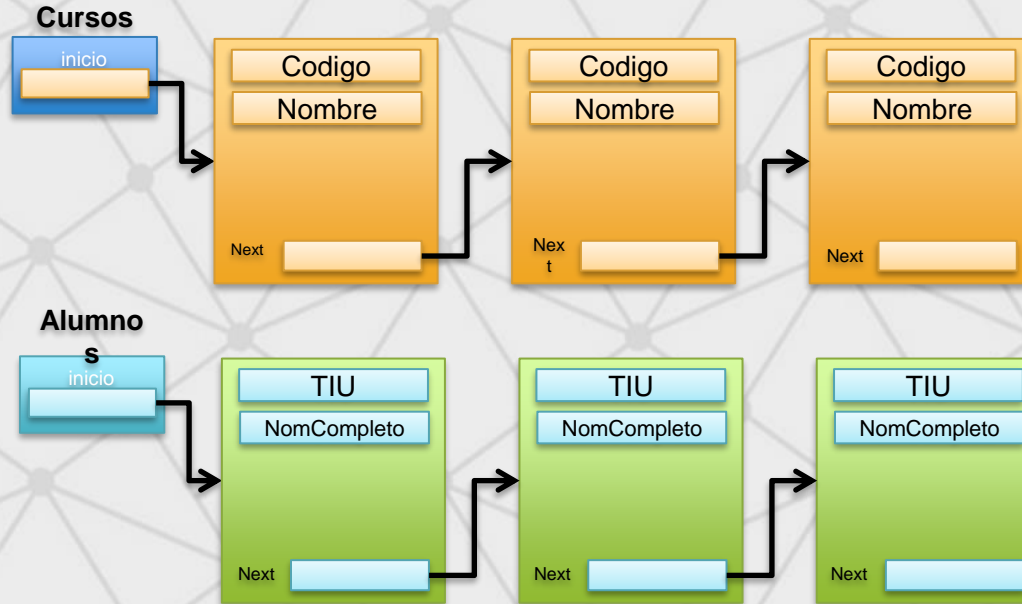 Cursos
inicio
Codigo
Codigo
Codigo
Nombre
Nombre
Nombre
Next
Nex
t
Next
Alumno
s
inicio
TIU
TIU
TIU
NomCompleto
NomCompleto
NomCompleto
Next
Next
Next